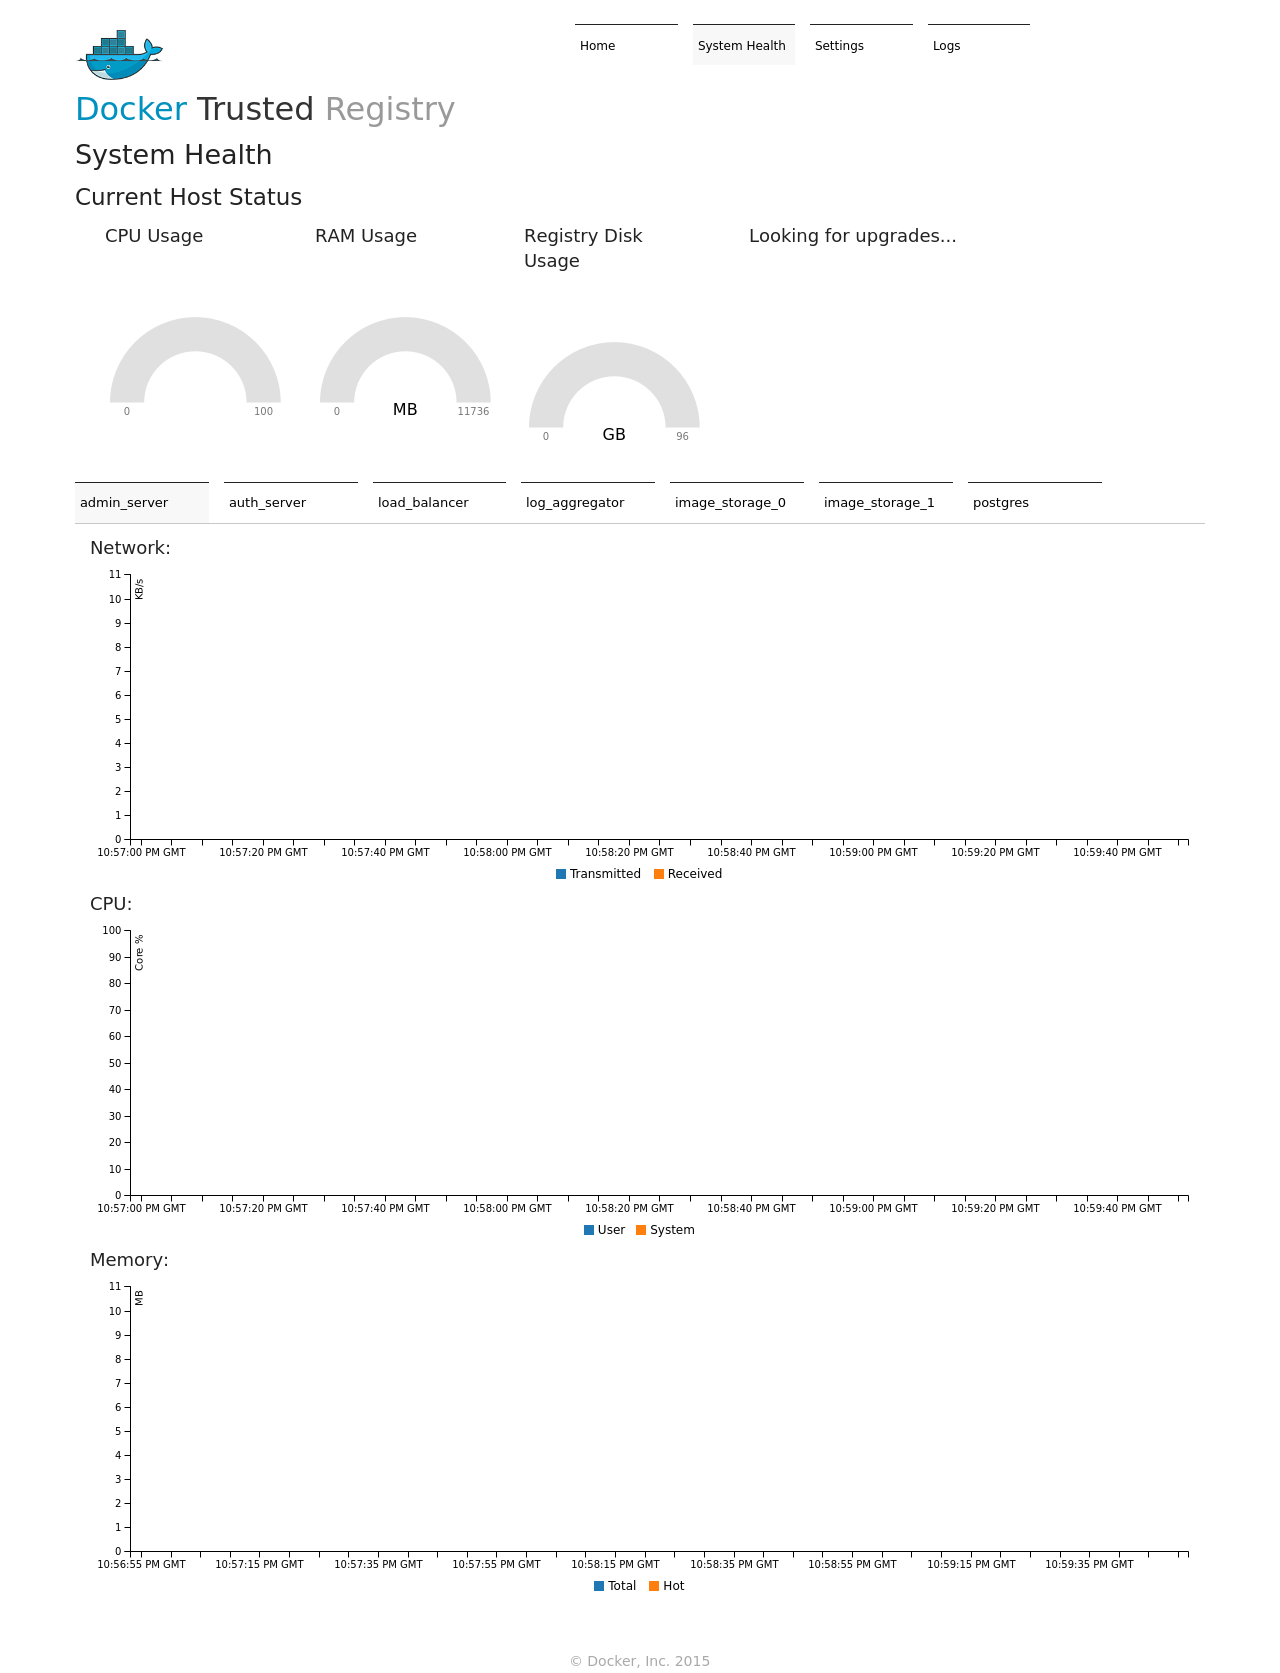 Home System Health Settings Logs
Docker Trusted Registry
System Health
Current Host Status
CPU Usage RAM Usage Registry Disk Usage Looking for upgrades...
0 100 0 MB 11736
0 GB 96
admin_server auth_server load_balancer log_aggregator image_storage_0 image_storage_1 postgres
Network:
KB/s
11
10
9
8
7
6
5
4
3
2
1
0
10:57:00 PM GMT 10:57:20 PM GMT 10:57:40 PM GMT 10:58:00 PM GMT 10:58:20 PM GMT 10:58:40 PM GMT 10:59:00 PM GMT 10:59:20 PM GMT 10:59:40 PM GMT
Transmitted Received
CPU:
Core %
100
90
80
70
60
50
40
30
20
10
0
10:57:00 PM GMT 10:57:20 PM GMT 10:57:40 PM GMT 10:58:00 PM GMT 10:58:20 PM GMT 10:58:40 PM GMT 10:59:00 PM GMT 10:59:20 PM GMT 10:59:40 PM GMT
User System
Memory:
MB
11
10
9
8
7
6
5
4
3
2
1
0
10:56:55 PM GMT 10:57:15 PM GMT 10:57:35 PM GMT 10:57:55 PM GMT 10:58:15 PM GMT 10:58:35 PM GMT 10:58:55 PM GMT 10:59:15 PM GMT 10:59:35 PM GMT
Total Hot
© Docker, Inc. 2015